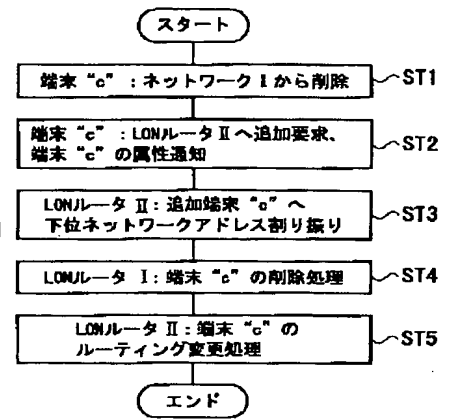 スタート
端末“c”:ネットワークⅠから削除
ST1
端末“c”:LONルータⅡへ追加要求、
端末“c”の属性通知
ST2
LONルータⅡ:追加端末“c”へ
下位ネットワークアドレス割り振り
ST3
LONルータⅠ:端末“c”の削除処理
ST4
LONルータⅡ:端末“c”の
ルーティング変更処理
ST5
エンド